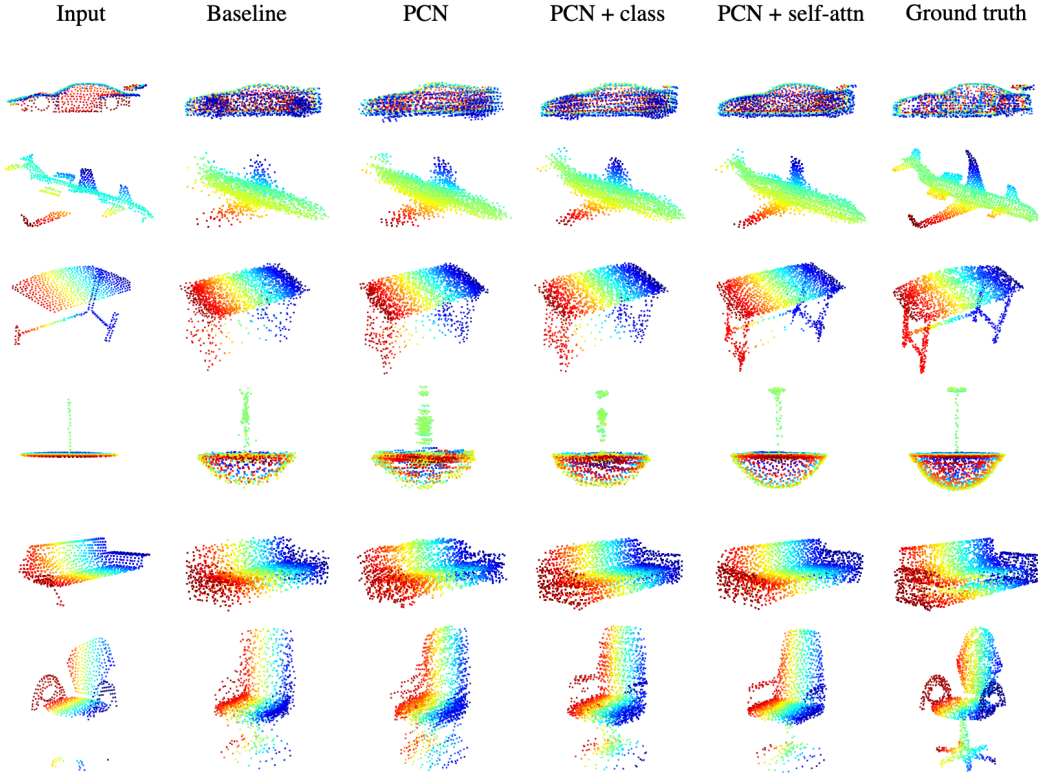 Input Baseline PCN PCN + class PCN + self-attn Ground truth